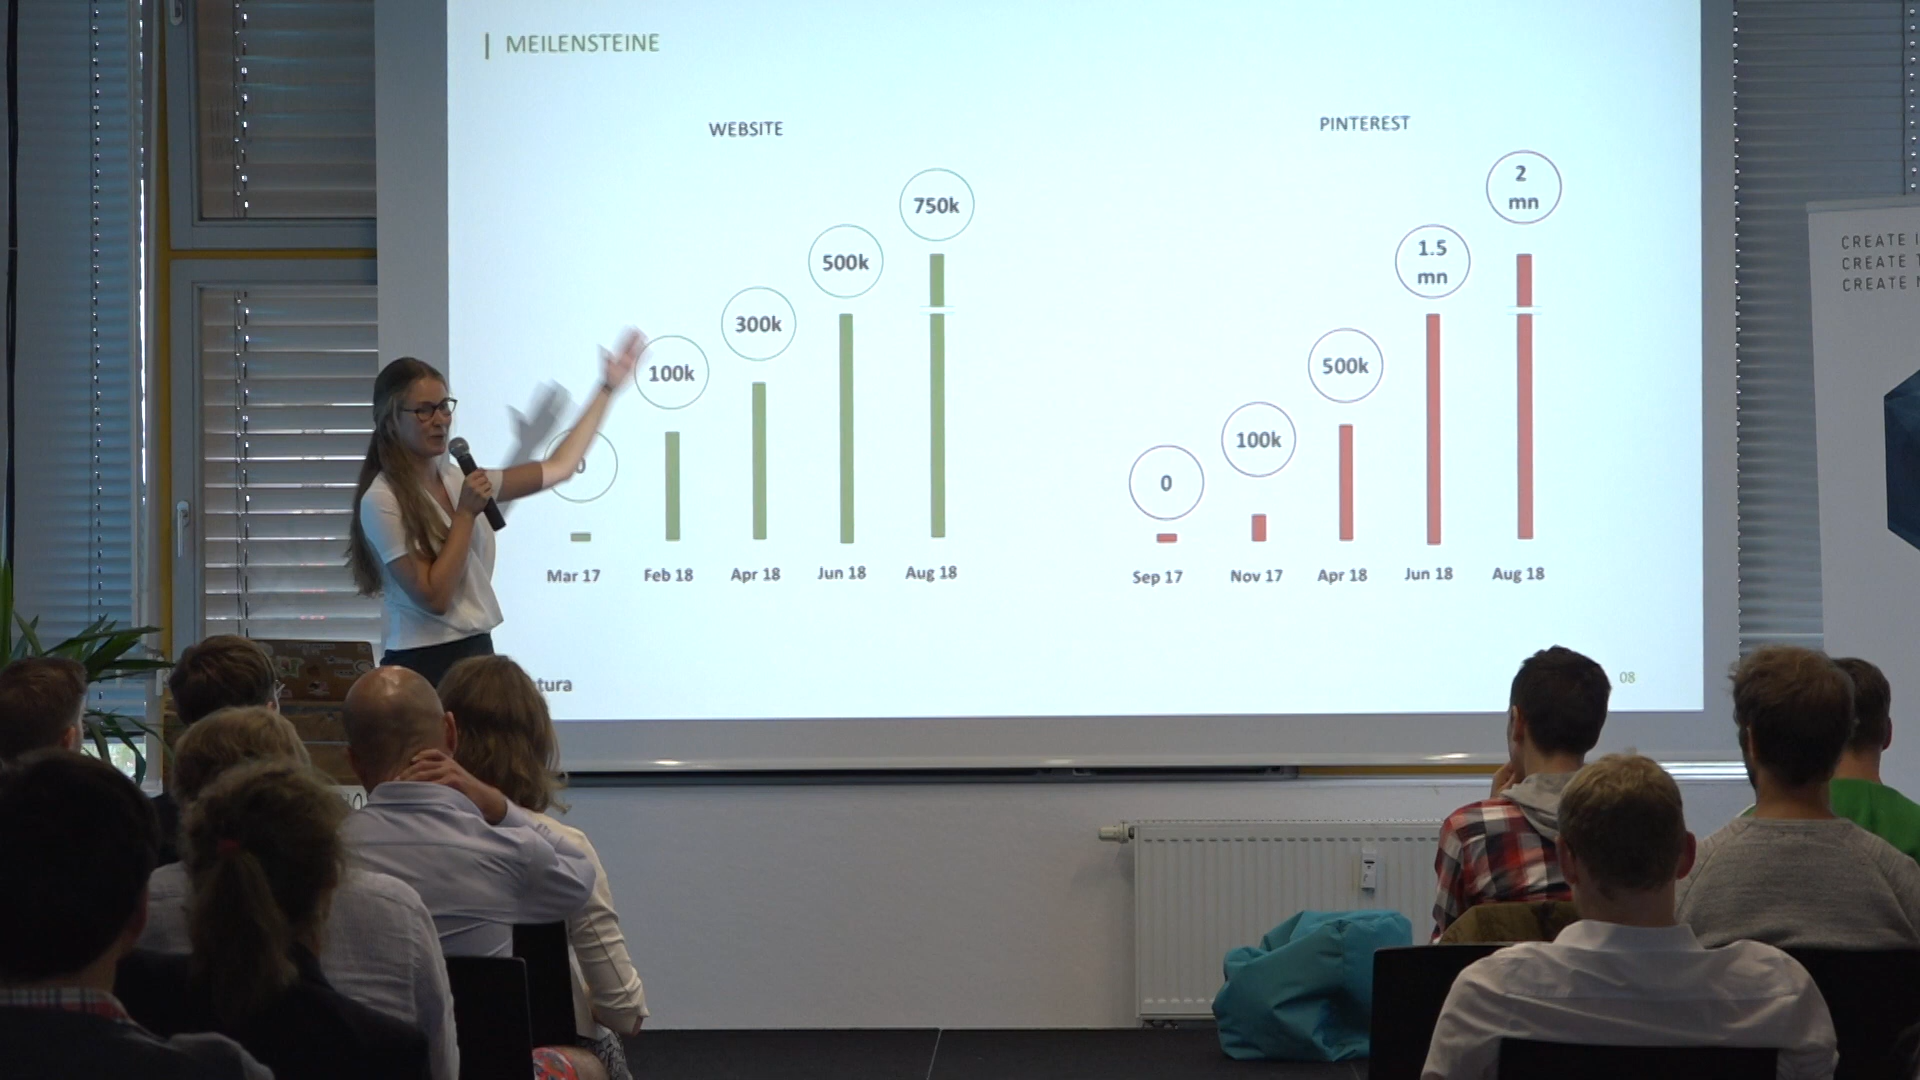 MEILENSTEINE
WEBSITE
0
100k
300k
500k
750k
Mar 17
Feb 18
Apr 18
Jun 18
Aug 18
PINTEREST
0
100k
500k
1.5
mn
2
mn
Sep 17
Nov 17
Apr 18
Jun 18
Aug 18
08
CREATE
CREATE
CREATE